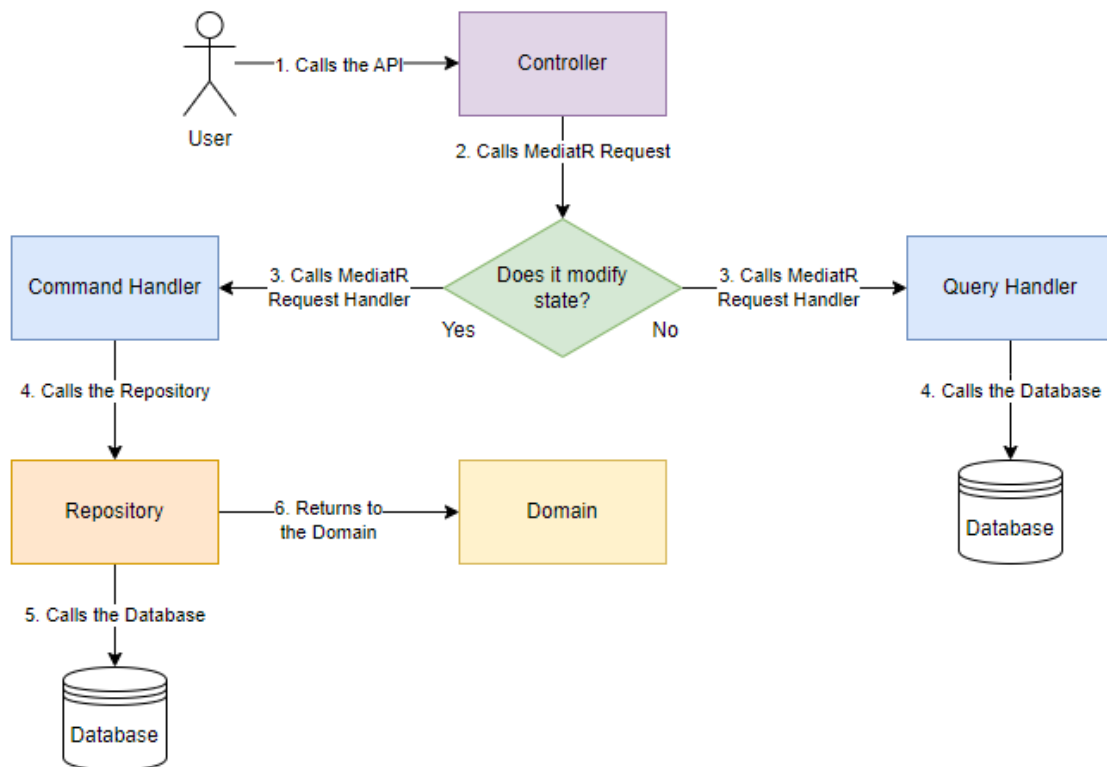 1. Calls the API
Controller
User
2. Calls MediatR Request
Command Handler
3. Calls MediatR
Request Handler
Does it modify
state?
3. Calls MediatR
Request Handler
Query Handler
Yes
No
4. Calls the Repository
4. Calls the Database
Repository
6. Returns to
the Domain
Domain
Database
5. Calls the Database
Database